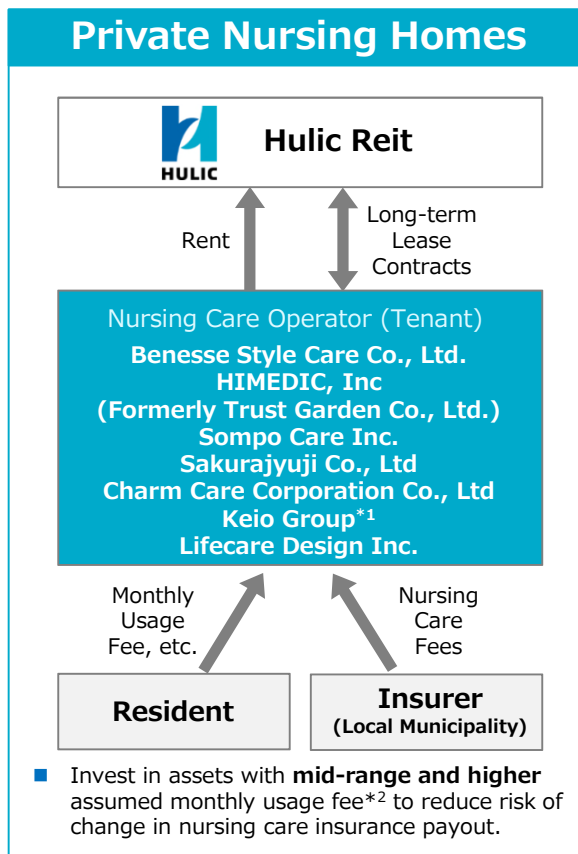 Private Nursing Homes
HULIC
Hulic Reit
Rent
Long-term
Lease
Contracts
Nursing Care Operator (Tenant)
Benesse Style Care Co., Ltd.
HIMEDIC, Inc
(Formerly Trust Garden Co., Ltd.)
Sompo Care Inc.
Sakurajyuji Co., Ltd
Charm Care Corporation Co., Ltd
Keio Group*1
Lifecare Design Inc.
Monthly
Usage
Fee, etc.
Nursing
Care
Fees
Resident
Insurer
(Local Municipality)
■ Invest in assets with mid-range and higher
assumed monthly usage fee*2 to reduce risk of
change in nursing care insurance payout.